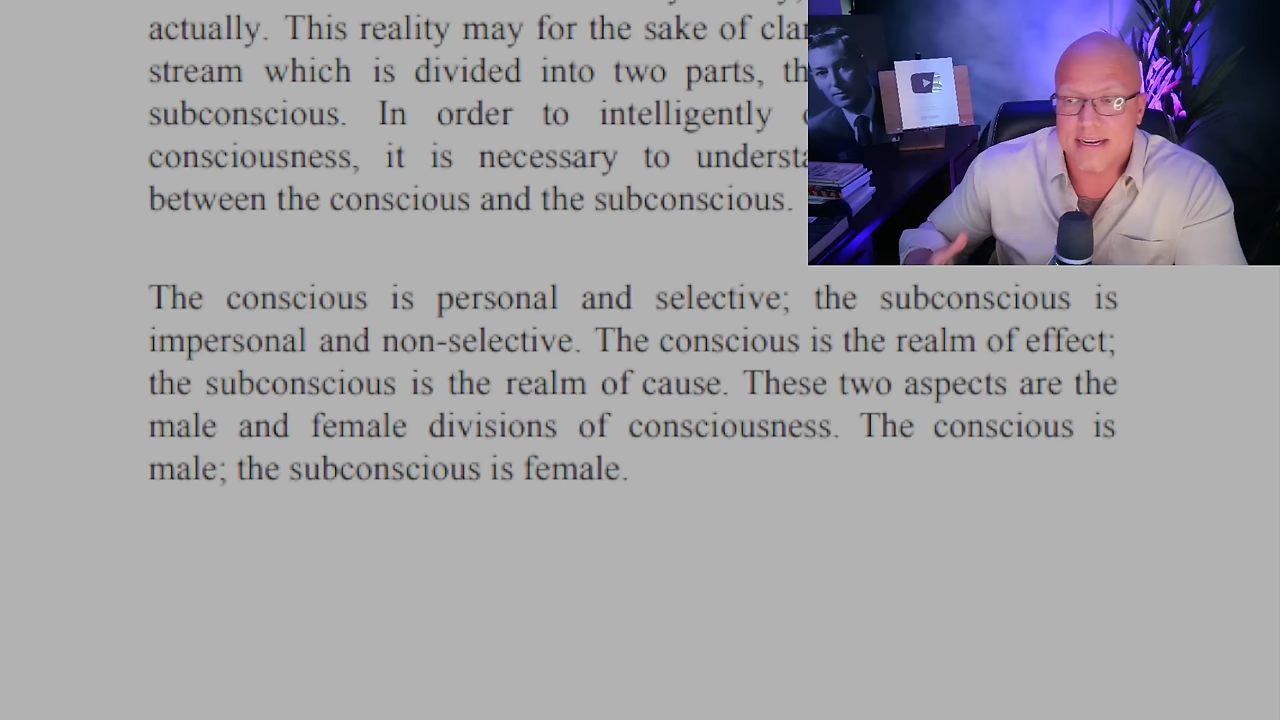 actually. This reality may for the sake of
stream which is divided into two parts,
subconscious. In order to intelligently
consciousness, it is necessary to
between the conscious and the subconscious.
The conscious is personal and selective; the subconscious is
impersonal and non-selective. The conscious is the realm of effect;
the subconscious is the realm of cause. These two aspects are the
male and female divisions of consciousness. The conscious is
male; the subconscious is female.